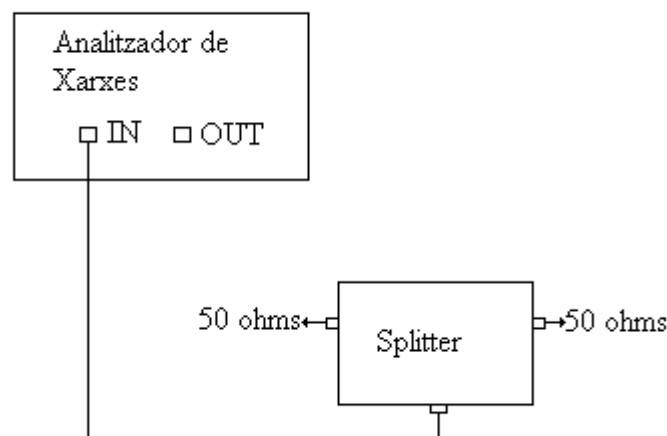 Analitzador de
Xarxes
IN OUT
50 ohms
Splitter
50 ohms